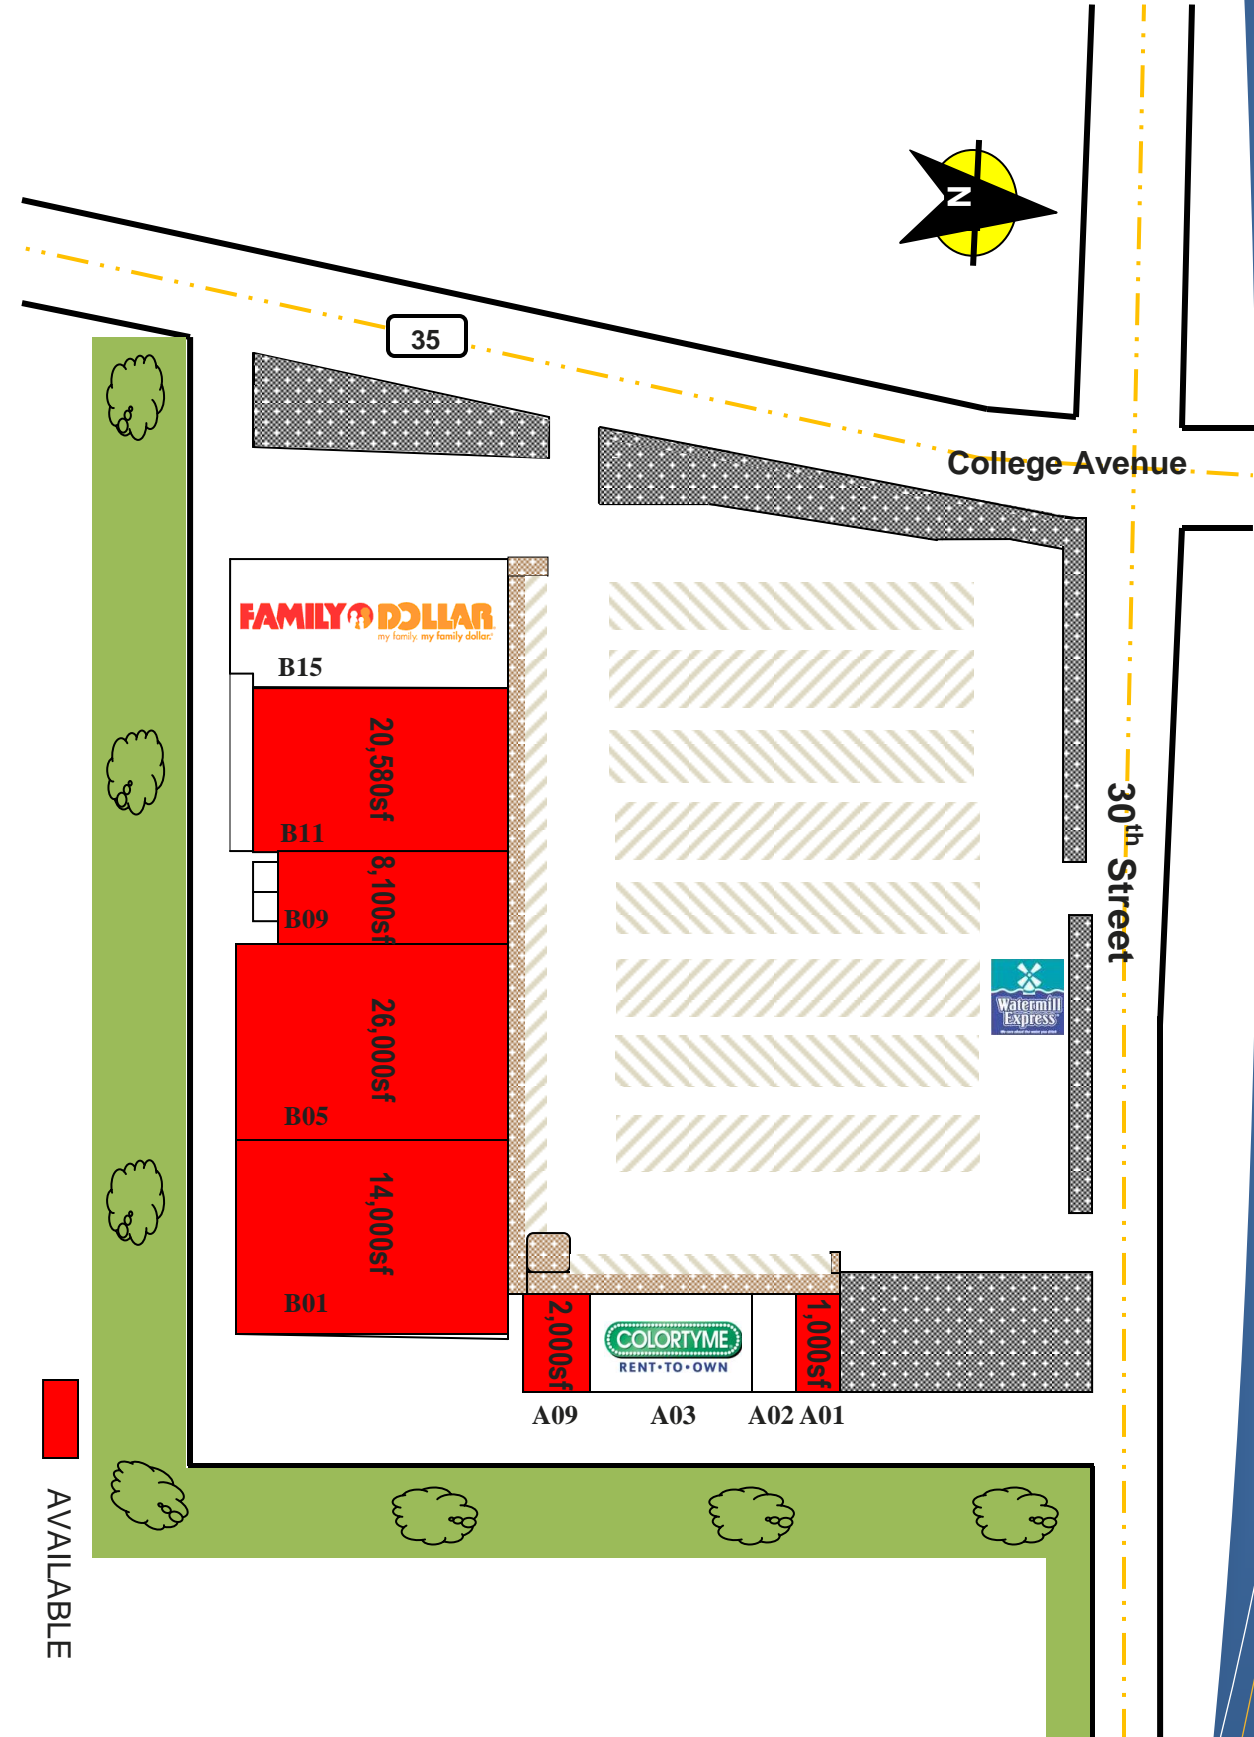 N
35
College Avenue
FAMILY DOLLAR
my family. my family dollar.
B15
20,580sf
B11
8,100sf
B09
26,000sf
B05
14,000sf
B01
30th Street
Watermill
Express
2,000sf
COLORTYME
RENT•TO•OWN
1,000sf
A09
A03
A02
A01
AVAILABLE